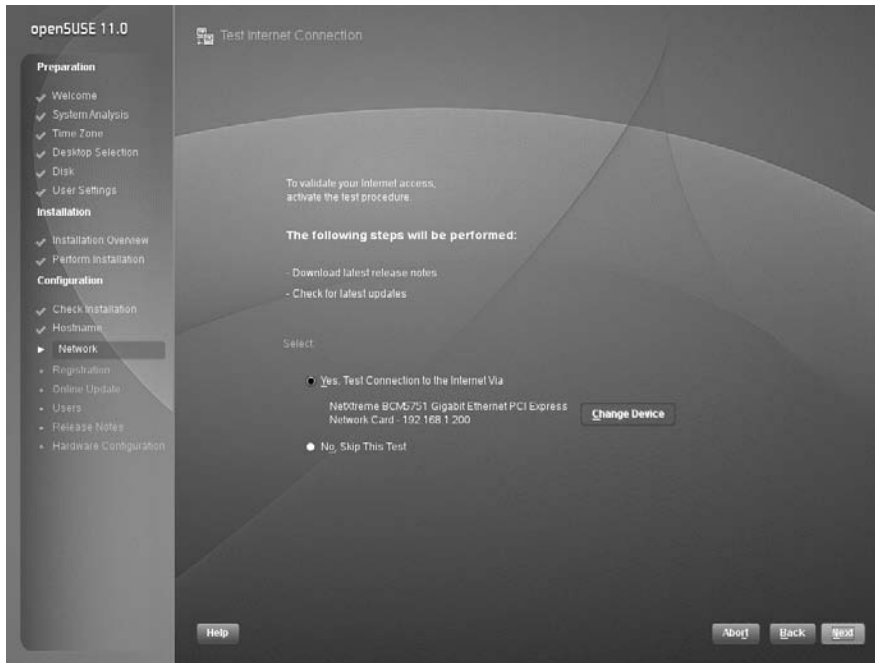 openSUSE 11.0
Preparation
Welcome
System Analysis
Time Zone
Desktop Selection
Disk
User Settings
Installation
Installation Overview
Perform Installation
Configuration
Check Installation
Hostname
Network
Registration
Online Update
Users
Release Notes
Hardware Configuration
Test Internet Connection
To validate your Internet access,
activate the test procedure.
The following steps will be performed:
- Download latest release notes
- Check for latest updates
Select:
Yes, Test Connection to the Internet Via
NetXtreme BCM5751 Gigabit Ethernet PCI Express
Network Card - 192.168.1.200
Change Device
No, Skip This Test
Help
Abort
Back
Next